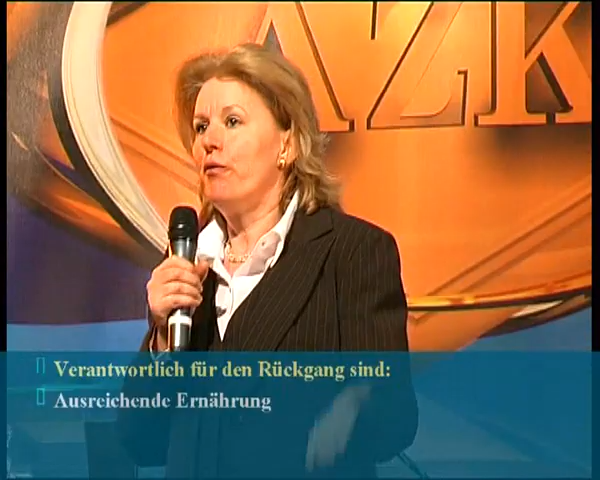 AZK
Verantwortlich für den Rückgang sind:
Ausreichende Ernährung